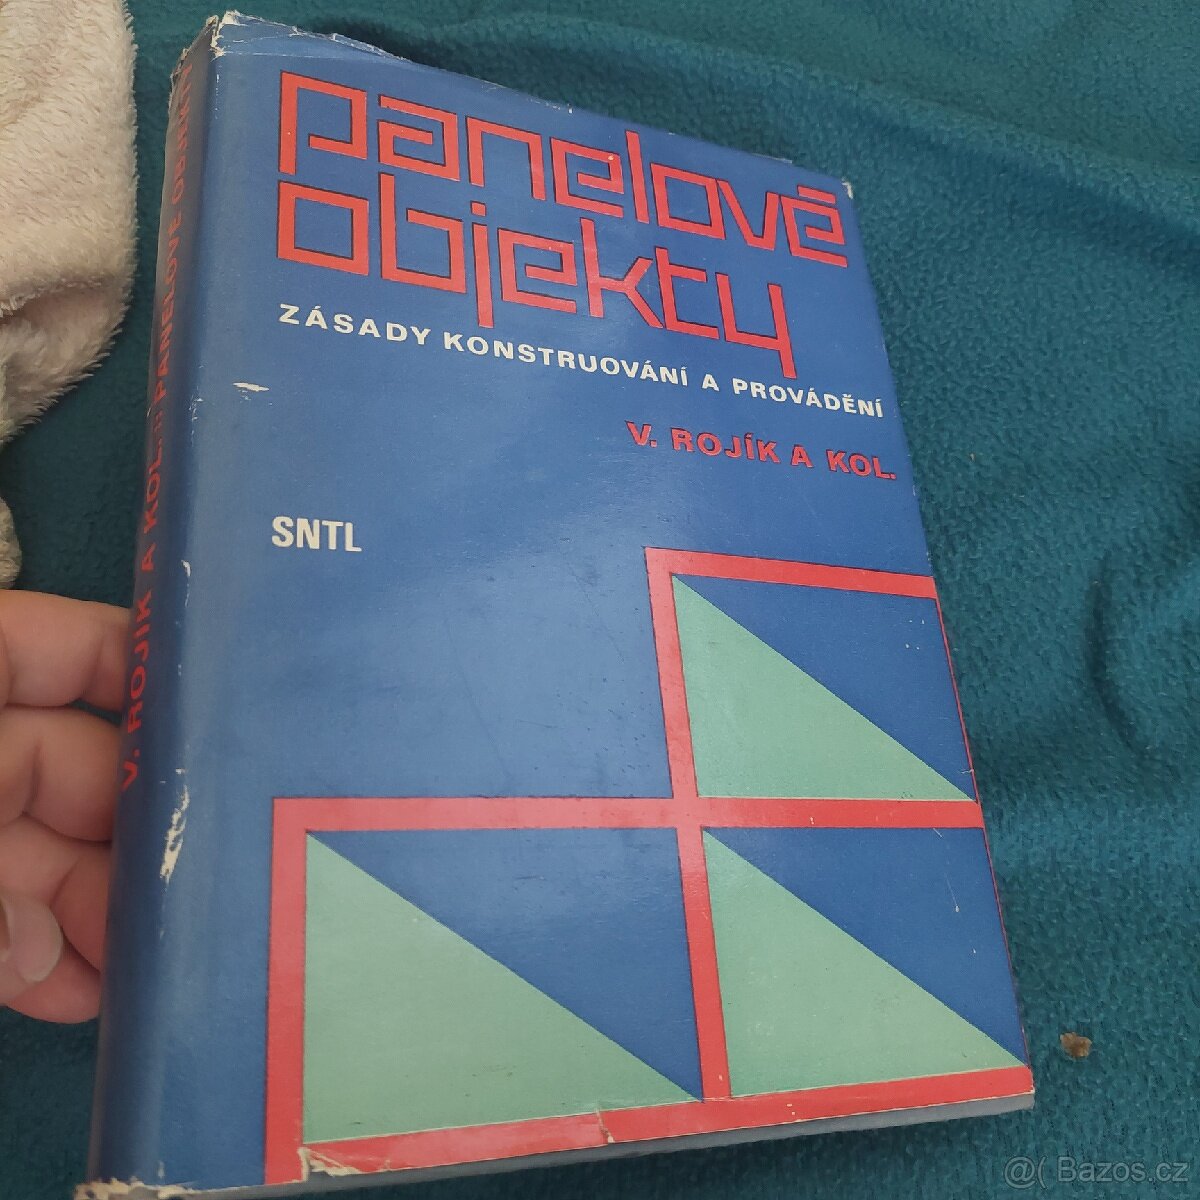 panelové
objekty
ZÁSADY KONSTRUOVÁNÍ A PROVÁDĚNÍ
V. ROJÍK A KOL.
SNTL
V. ROJÍK A KOL.: PANELOVÉ OBJEKTY
@( Bazos.cz